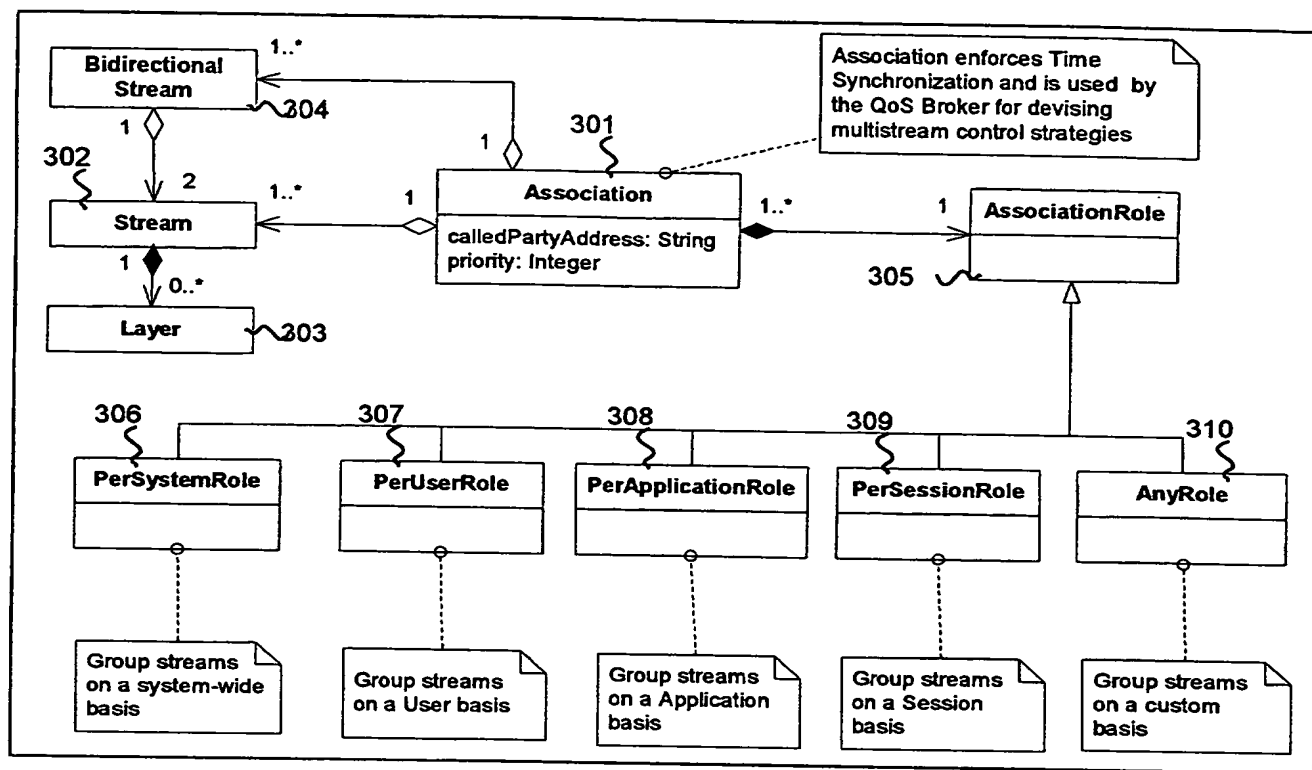 Bidirectional
Stream
304
1..*
1
2
302
Stream
1
0..*
Layer
303
1..*
1
1
301
Association
calledPartyAddress: String
priority: Integer
Association enforces Time
Synchronization and is used by
the QoS Broker for devising
multistream control strategies
1..*
1
AssociationRole
305
306
PerSystemRole
307
PerUserRole
308
PerApplicationRole
309
PerSessionRole
310
AnyRole
Group streams
on a system-wide
basis
Group streams
on a User basis
Group streams
on a Application
basis
Group streams
on a Session
basis
Group streams
on a custom
basis